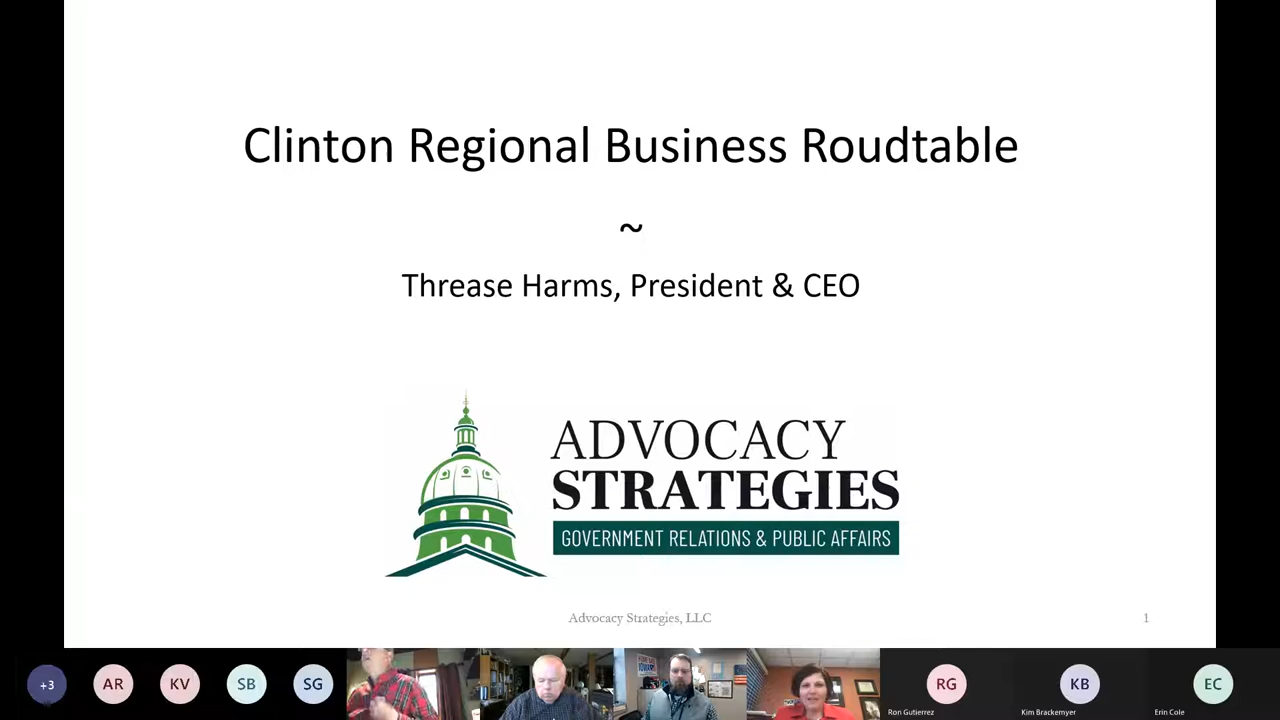 Clinton Regional Business Roudtable
~
Threase Harms, President & CEO
ADVOCACY
STRATEGIES
GOVERNMENT RELATIONS & PUBLIC AFFAIRS
Advocacy Strategies, LLC
1
+3
AR
KV
SB
SG
RG
KB
EC
Ron Gutierrez
Kim Brackemyer
Erin Cole